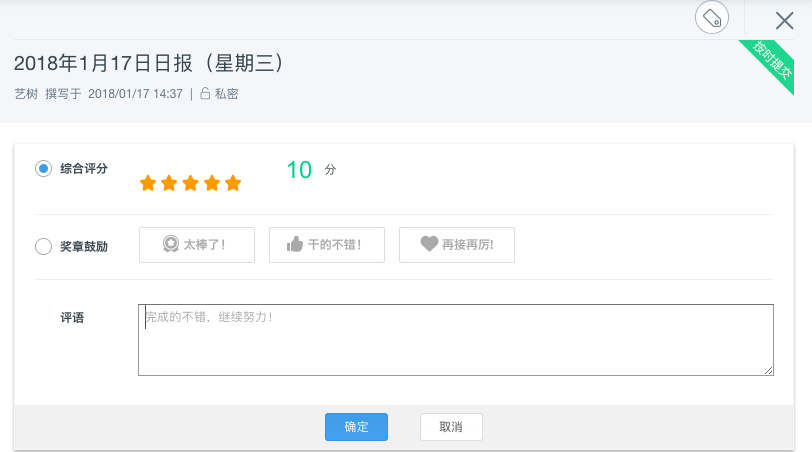 2018年1月17日日报（星期三）
按时提交
艺树 撰写于 2018/01/17 14:37 | 私密
综合评分 10 分
奖章鼓励 太棒了！ 干的不错！ 再接再厉!
评语 完成的不错，继续努力！
确定 取消